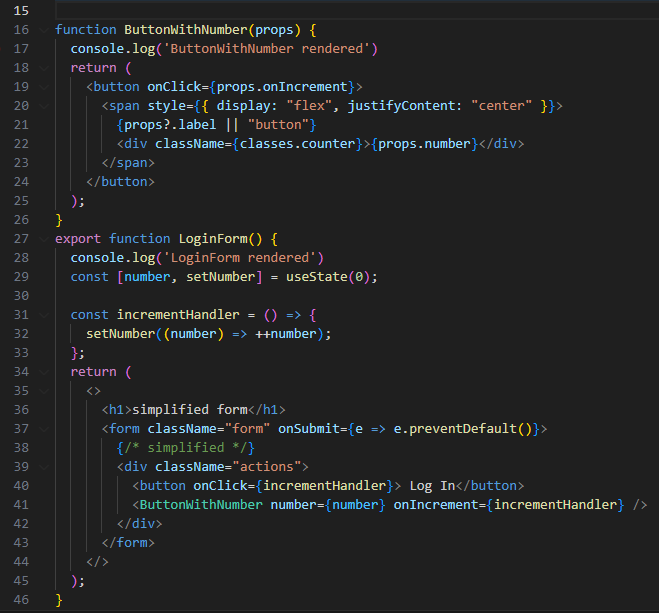 15
16 function ButtonWithNumber(props) {
17   console.log('ButtonWithNumber rendered')
18   return (
19     <button onClick={props.onIncrement}>
20       <span style={{ display: "flex", justifyContent: "center" }}>
21         {props?.label || "button"}
22         <div className={classes.counter}>{props.number}</div>
23       </span>
24     </button>
25   );
26 }
27 export function LoginForm() {
28   console.log('LoginForm rendered')
29   const [number, setNumber] = useState(0);
30
31   const incrementHandler = () => {
32     setNumber((number) => ++number);
33   };
34   return (
35     <>
36       <h1>simplified form</h1>
37       <form className="form" onSubmit={e => e.preventDefault()}>
38         {/* simplified */}
39         <div className="actions">
40           <button onClick={incrementHandler}> Log In</button>
41           <ButtonWithNumber number={number} onIncrement={incrementHandler} />
42         </div>
43       </form>
44     </>
45   );
46 }